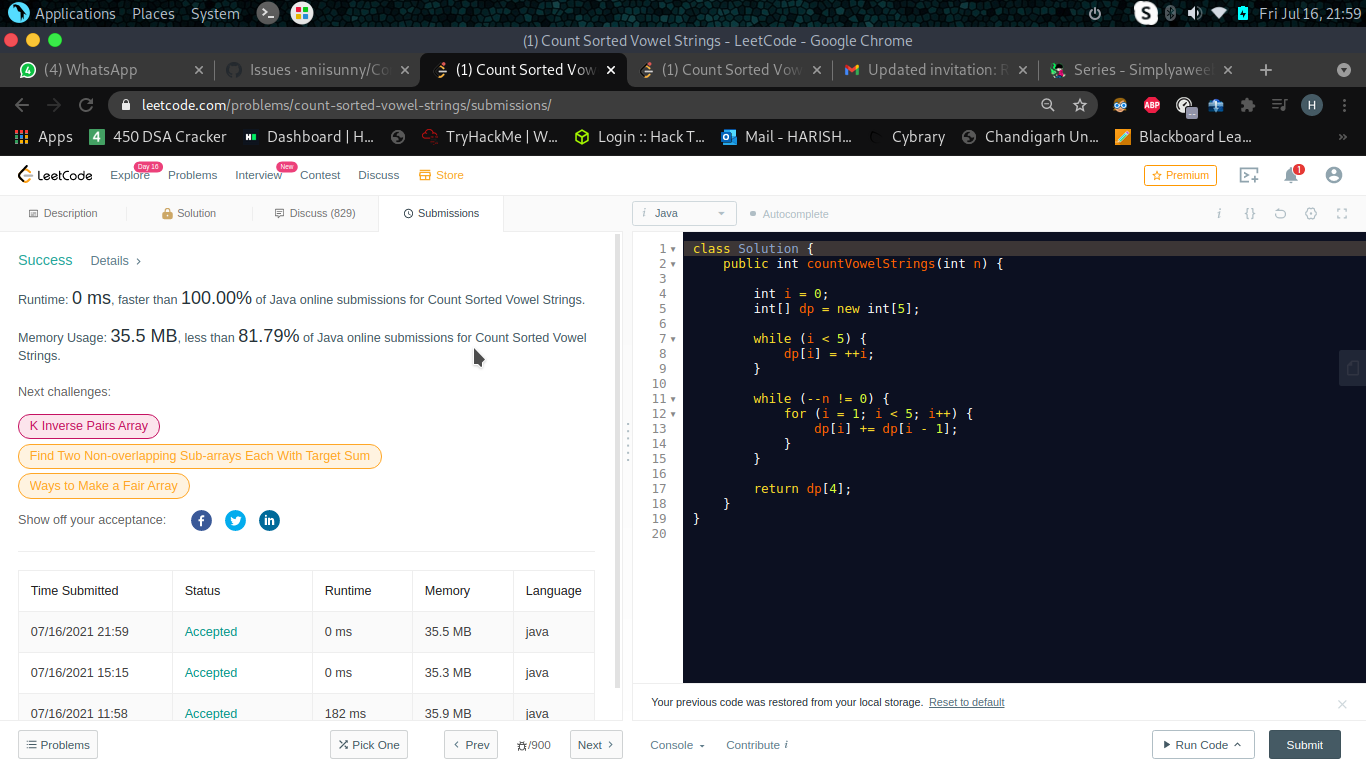 Applications Places System Fri Jul 16, 21:59
(1) Count Sorted Vowel Strings - LeetCode - Google Chrome
(4) WhatsApp Issues · aniisunny/Co (1) Count Sorted Vow (1) Count Sorted Vow Updated invitation: R Series - Simplyaweel
leetcode.com/problems/count-sorted-vowel-strings/submissions/ ABP H
Apps 4 450 DSA Cracker Dashboard | H... TryHackMe | W... Login :: Hack T... Mail - HARISH... Cybrary Chandigarh Un... Blackboard Lea... »
LeetCode Explore Day 16 Problems Interview New Contest Discuss Store Premium 1
Description Solution Discuss (829) Submissions
i Java Autocomplete i {}
Success Details >
Runtime: 0 ms, faster than 100.00% of Java online submissions for Count Sorted Vowel Strings.
Memory Usage: 35.5 MB, less than 81.79% of Java online submissions for Count Sorted Vowel
Strings.
Next challenges:
K Inverse Pairs Array
Find Two Non-overlapping Sub-arrays Each With Target Sum
Ways to Make a Fair Array
Show off your acceptance: f in
Time Submitted Status Runtime Memory Language
07/16/2021 21:59 Accepted 0 ms 35.5 MB java
07/16/2021 15:15 Accepted 0 ms 35.3 MB java
07/16/2021 11:58 Accepted 182 ms 35.9 MB java
1 class Solution {
2 public int countVowelStrings(int n) {
3
4 int i = 0;
5 int[] dp = new int[5];
6
7 while (i < 5) {
8 dp[i] = ++i;
9 }
10
11 while (--n != 0) {
12 for (i = 1; i < 5; i++) {
13 dp[i] += dp[i - 1];
14 }
15 }
16
17 return dp[4];
18 }
19 }
20
Your previous code was restored from your local storage. Reset to default
Problems Pick One < Prev /900 Next > Console Contribute i Run Code Submit